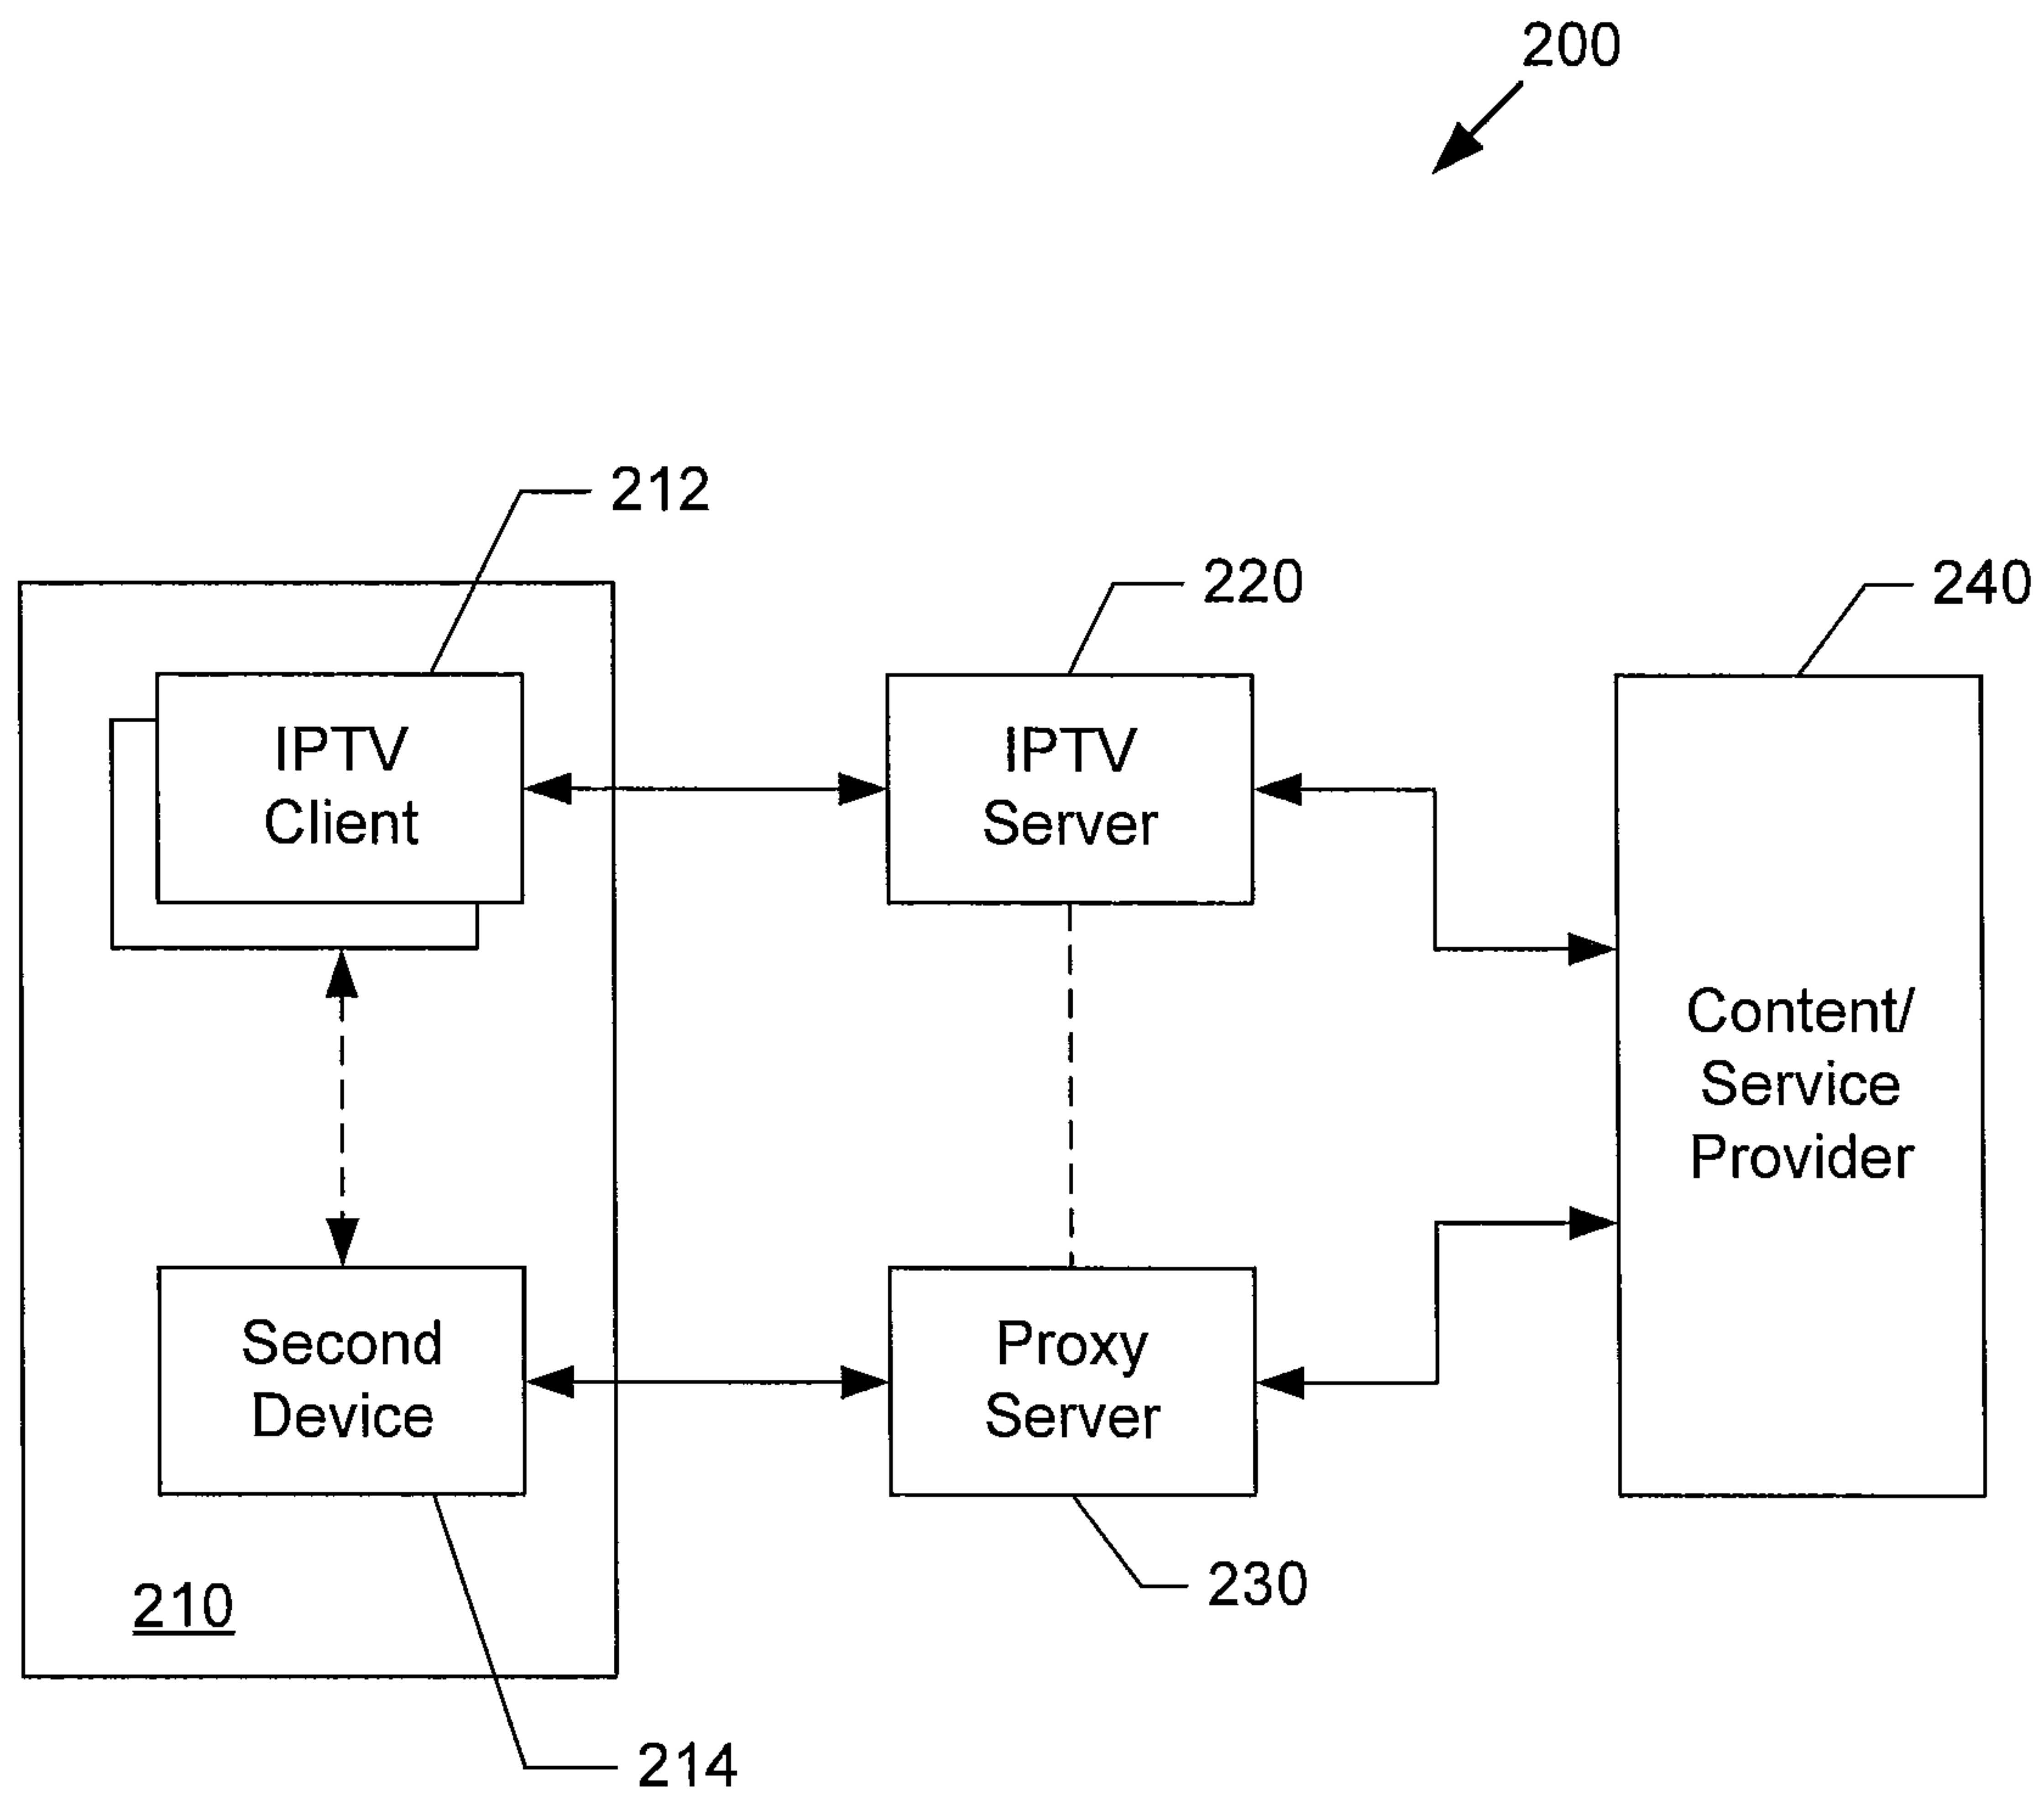 200
212
220
240
IPTV
Client
IPTV
Server
Content/
Service
Provider
Second
Device
Proxy
Server
210
230
214